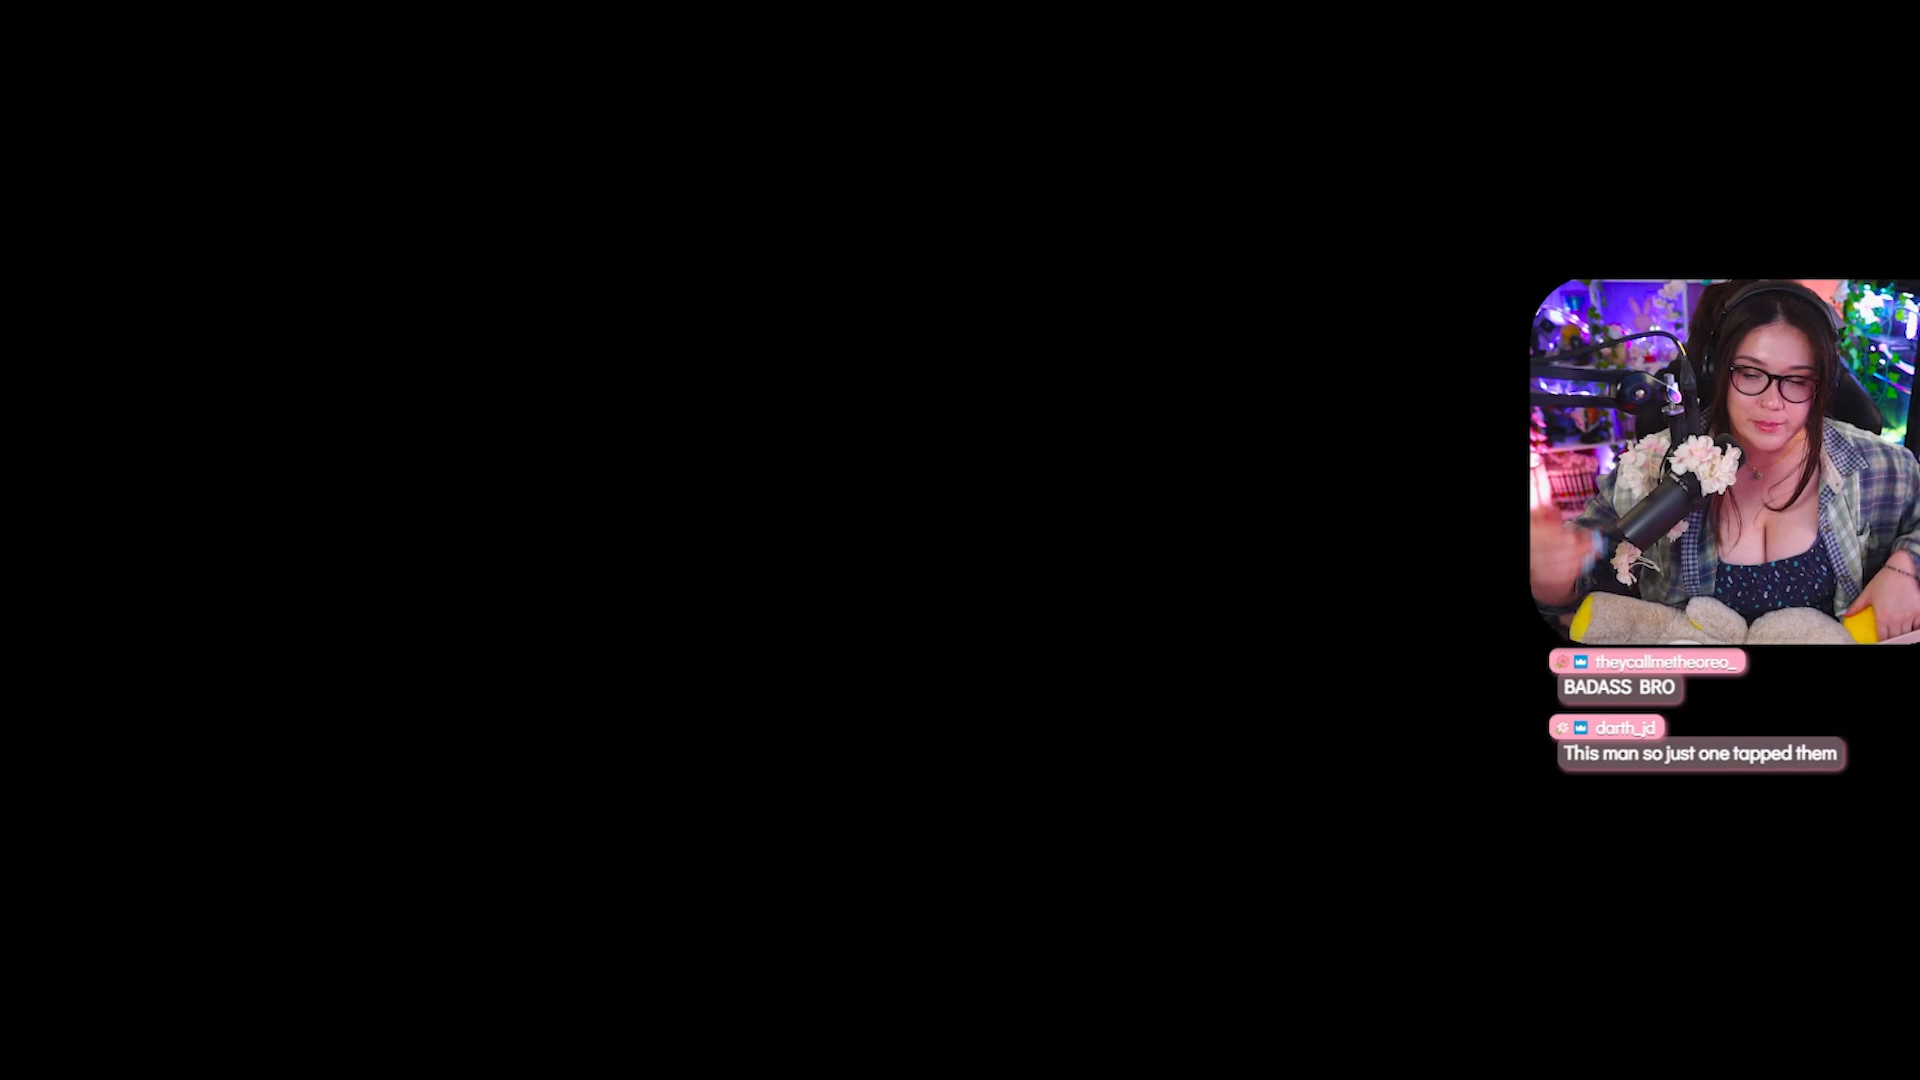 theycallmetheoreo_
BADASS BRO
darth_jd
This man so just one tapped them